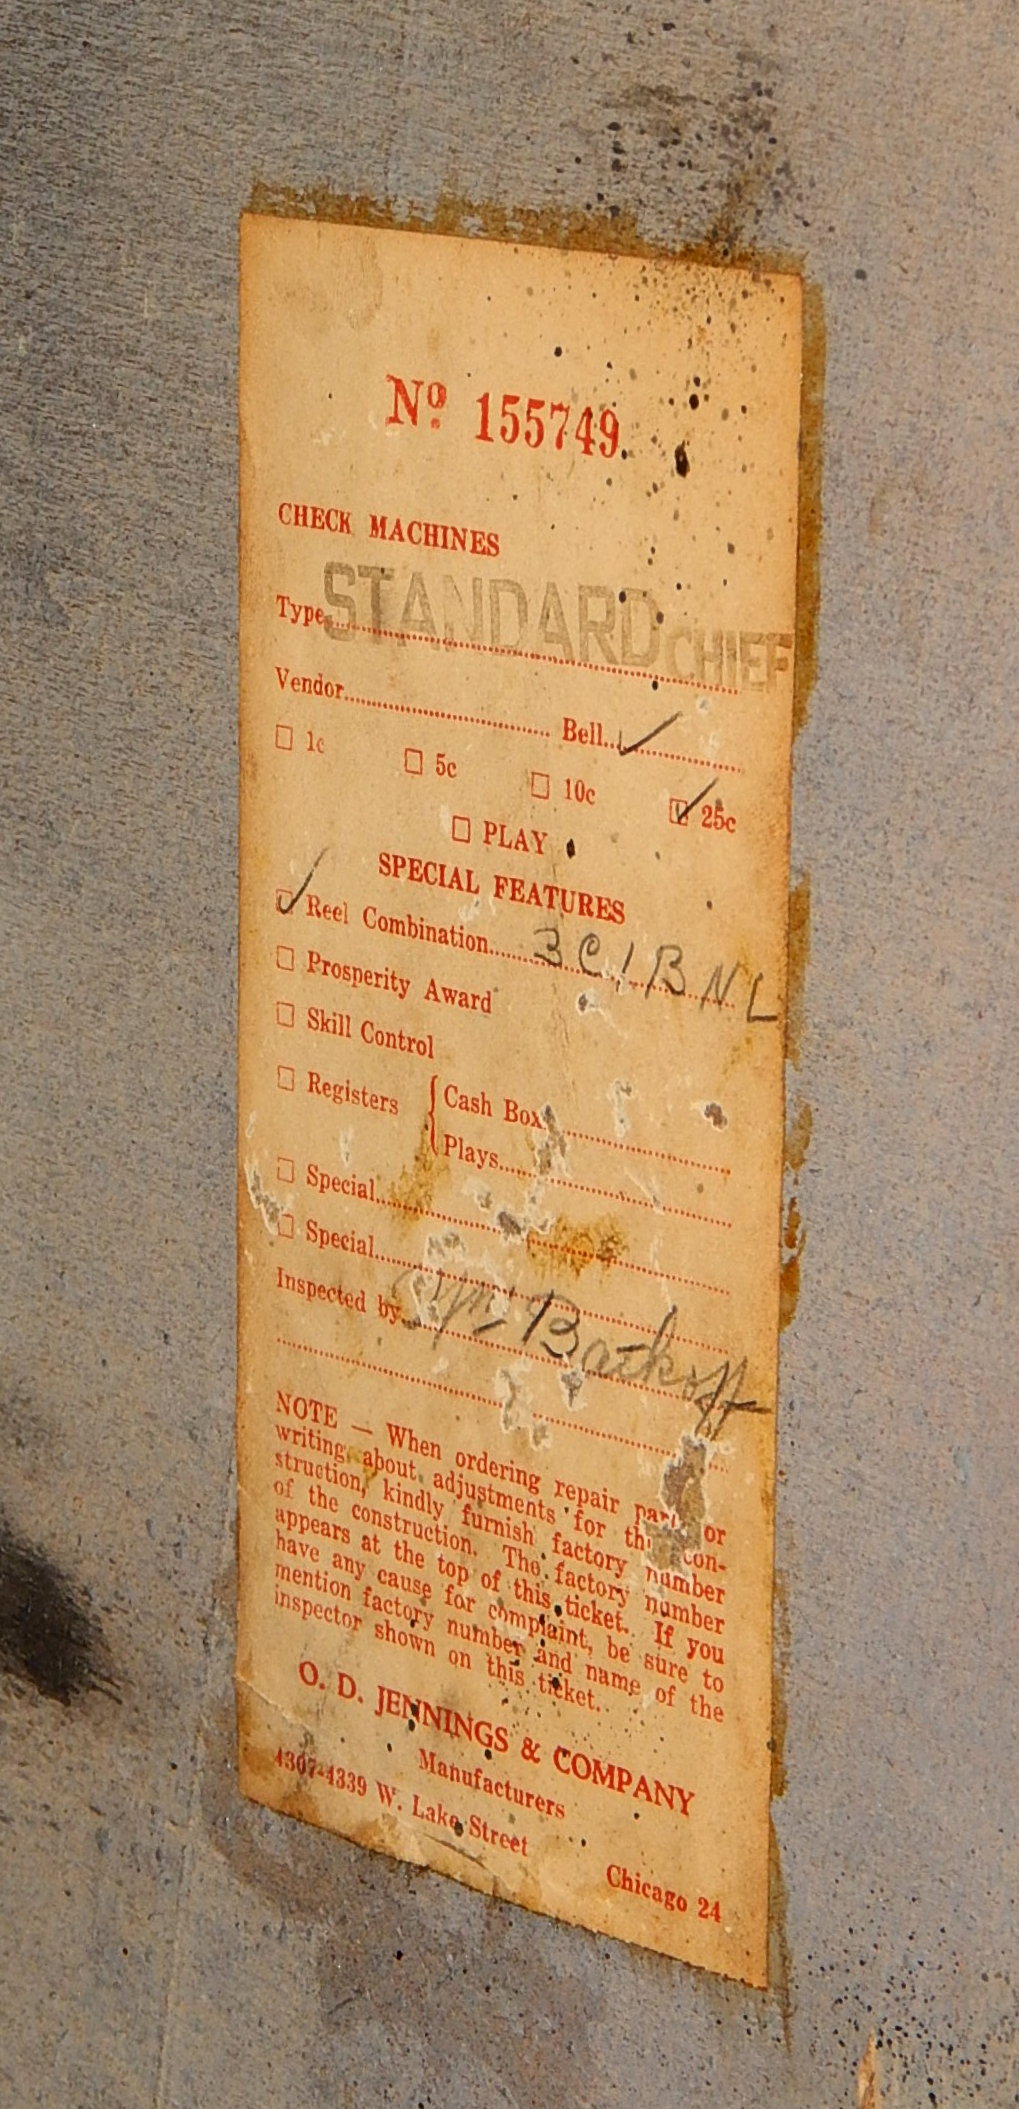 Nº 155749
CHECK MACHINES
Type STANDARD CHIEF
Vendor Bell ✓
☐ 1c ☐ 5c ☐ 10c ☑ 25c
☐ PLAY
SPECIAL FEATURES
☑ Reel Combination 3 C 1 B N L
☐ Prosperity Award
☐ Skill Control
☐ Registers { Cash Box
Plays
☐ Special
☐ Special
Inspected by Backoff
NOTE — When ordering repair parts or
writing about adjustments for this con-
struction, kindly furnish factory number
of the construction. The factory number
appears at the top of this ticket. If you
have any cause for complaint, be sure to
mention factory number and name of the
inspector shown on this ticket.
O. D. JENNINGS & COMPANY
Manufacturers
4307-4339 W. Lake Street
Chicago 24